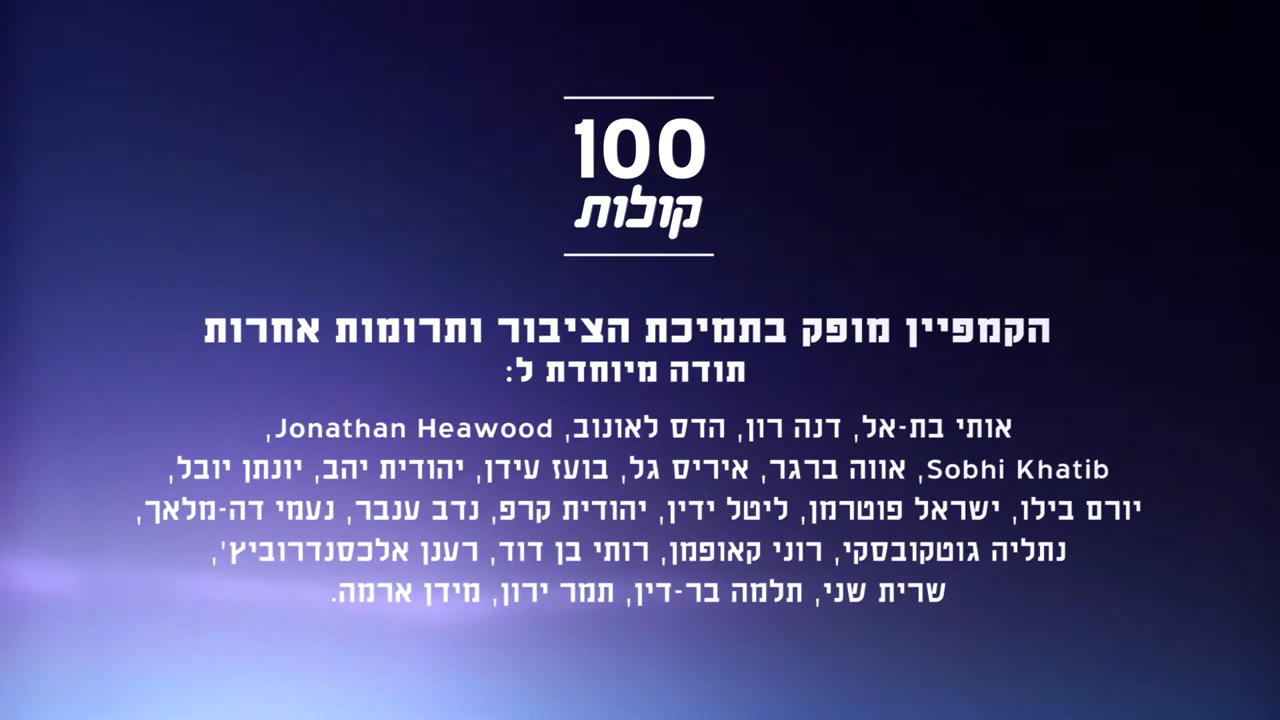 100
קולות
הקמפיין מופק בתמיכת הציבור ותרומות אחרות
תודה מיוחדת ל:
אותי בת-אל, דנה רון, הדס לאונוב, Jonathan Heawood,
Sobhi Khatib, אווה ברגר, איריס גל, בועז עידן, יהודית יהב, יונתן יובל,
יורם בילו, ישראל פוטרמן, ליטל ידין, יהודית קרפ, נדב ענבר, נעמי דה-מלאך,
נתליה גוטקובסקי, רוני קאופמן, רותי בן דוד, רענן אלכסנדרוביץ',
שרית שני, תלמה בר-דין, תמר ירון, מידן ארמה.